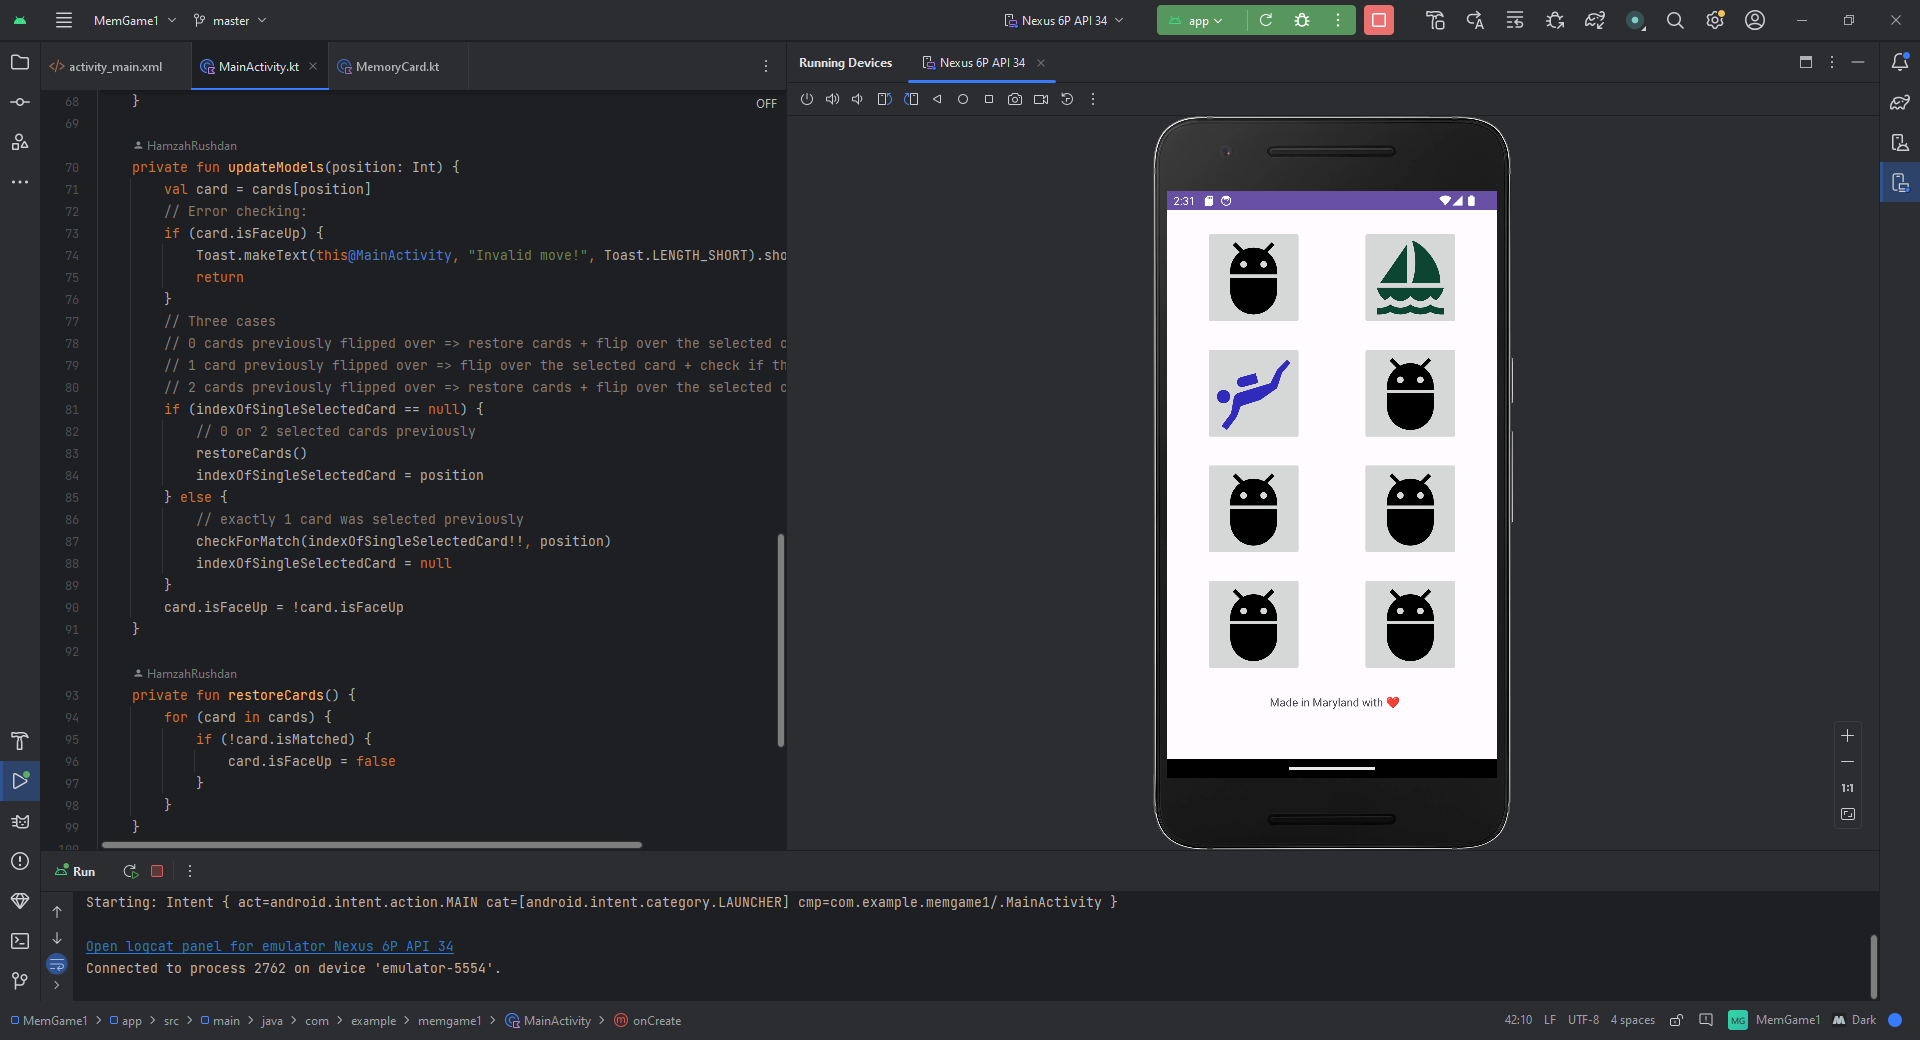 MemGame1
master
Nexus 6P API 34
app
activity_main.xml
MainActivity.kt
MemoryCard.kt
Running Devices
Nexus 6P API 34
OFF
68 }
69
HamzahRushdan
70 private fun updateModels(position: Int) {
71 val card = cards[position]
72 // Error checking:
73 if (card.isFaceUp) {
74 Toast.makeText(this@MainActivity, "Invalid move!", Toast.LENGTH_SHORT).sho
75 return
76 }
77 // Three cases
78 // 0 cards previously flipped over => restore cards + flip over the selected c
79 // 1 card previously flipped over => flip over the selected card + check if th
80 // 2 cards previously flipped over => restore cards + flip over the selected c
81 if (indexOfSingleSelectedCard == null) {
82 // 0 or 2 selected cards previously
83 restoreCards()
84 indexOfSingleSelectedCard = position
85 } else {
86 // exactly 1 card was selected previously
87 checkForMatch(indexOfSingleSelectedCard!!, position)
88 indexOfSingleSelectedCard = null
89 }
90 card.isFaceUp = !card.isFaceUp
91 }
92
HamzahRushdan
93 private fun restoreCards() {
94 for (card in cards) {
95 if (!card.isMatched) {
96 card.isFaceUp = false
97 }
98 }
99 }
100
2:31
Made in Maryland with ❤️
1:1
Run
Starting: Intent { act=android.intent.action.MAIN cat=[android.intent.category.LAUNCHER] cmp=com.example.memgame1/.MainActivity }
Open logcat panel for emulator Nexus 6P API 34
Connected to process 2762 on device 'emulator-5554'.
MemGame1 > app > src > main > java > com > example > memgame1 > MainActivity > onCreate
42:10 LF UTF-8 4 spaces MG MemGame1 Dark